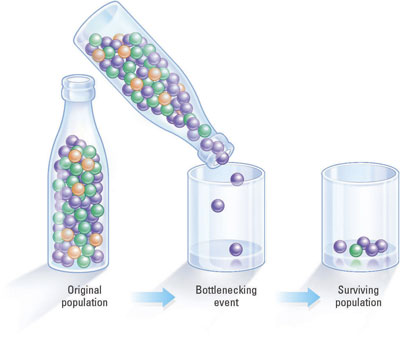 Original
population
Bottlenecking
event
Surviving
population